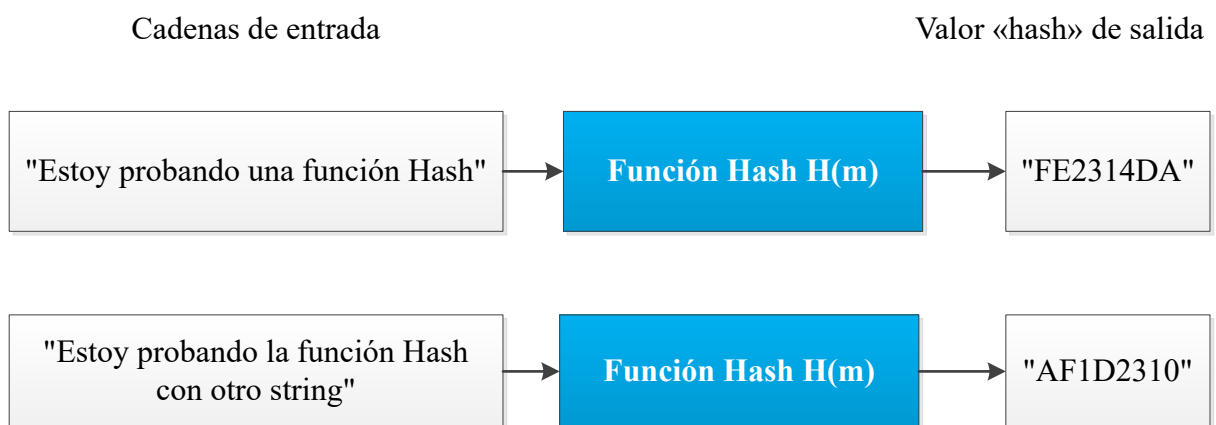 Cadenas de entrada
Valor «hash» de salida
"Estoy probando una función Hash"
Función Hash H(m)
"FE2314DA"
"Estoy probando la función Hash
con otro string"
Función Hash H(m)
"AF1D2310"